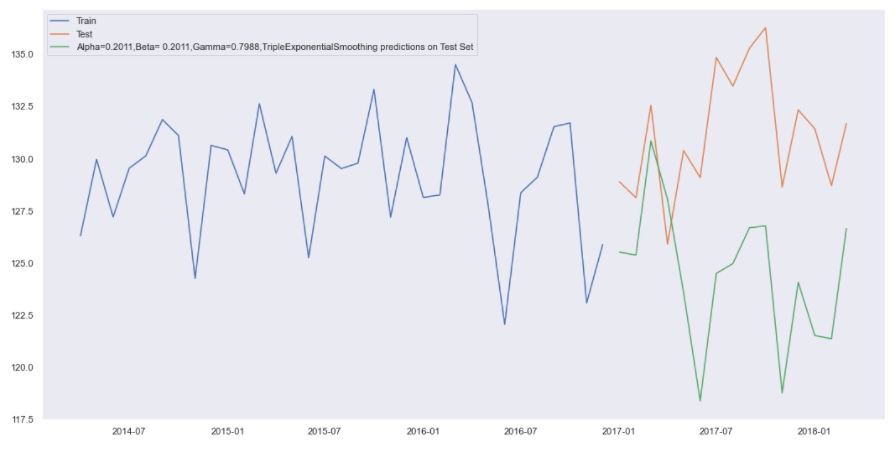 Train
Test
Alpha=0.2011,Beta= 0.2011,Gamma=0.7988,TripleExponentialSmoothing predictions on Test Set
135.0
132.5
130.0
127.5
125.0
122.5
120.0
117.5
2014-07 2015-01 2015-07 2016-01 2016-07 2017-01 2017-07 2018-01